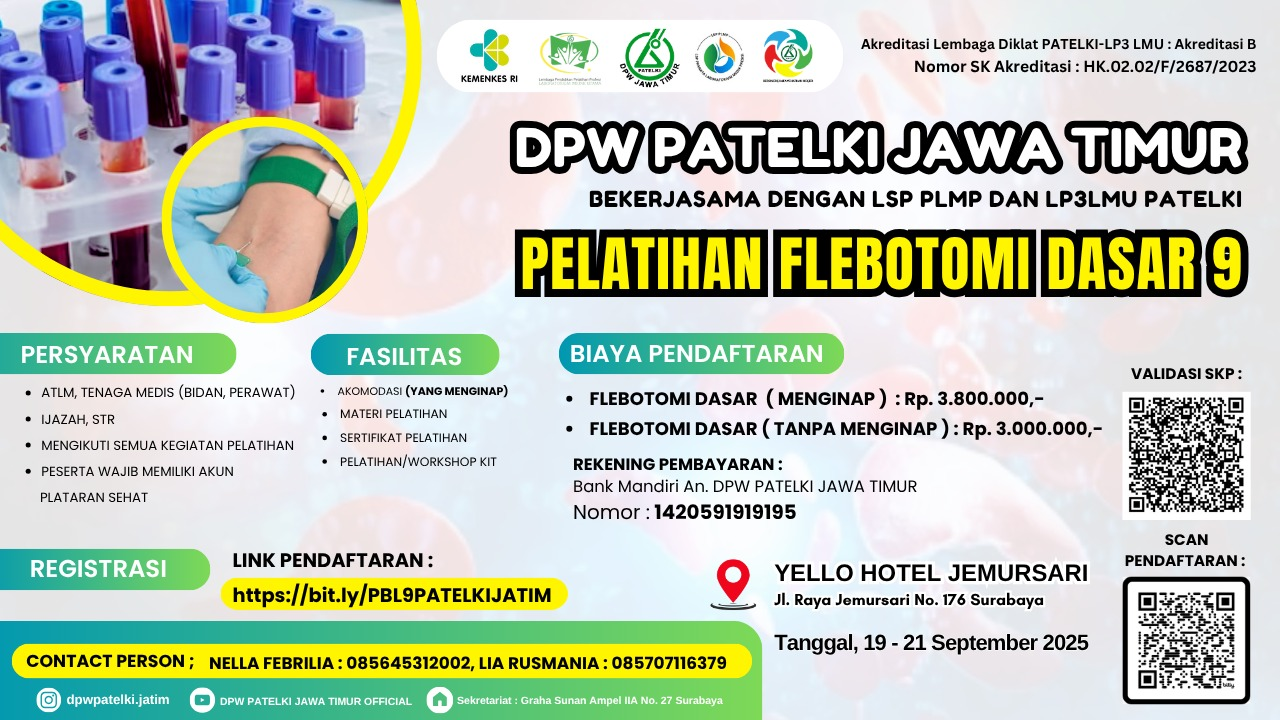 KEMENKES RI
PATELKI
DPW JAWA TIMUR
Akreditasi Lembaga Diklat PATELKI-LP3 LMU : Akreditasi B
Nomor SK Akreditasi : HK.02.02/F/2687/2023
DPW PATELKI JAWA TIMUR
BEKERJASAMA DENGAN LSP PLMP DAN LP3LMU PATELKI
PELATIHAN FLEBOTOMI DASAR 9
PERSYARATAN
• ATLM, TENAGA MEDIS (BIDAN, PERAWAT)
• IJAZAH, STR
• MENGIKUTI SEMUA KEGIATAN PELATIHAN
• PESERTA WAJIB MEMILIKI AKUN
PLATARAN SEHAT
FASILITAS
• AKOMODASI (YANG MENGINAP)
• MATERI PELATIHAN
• SERTIFIKAT PELATIHAN
• PELATIHAN/WORKSHOP KIT
BIAYA PENDAFTARAN
• FLEBOTOMI DASAR ( MENGINAP ) : Rp. 3.800.000,-
• FLEBOTOMI DASAR ( TANPA MENGINAP ) : Rp. 3.000.000,-
REKENING PEMBAYARAN :
Bank Mandiri An. DPW PATELKI JAWA TIMUR
Nomor : 1420591919195
VALIDASI SKP :
SCAN
PENDAFTARAN :
bitly
REGISTRASI
LINK PENDAFTARAN :
https://bit.ly/PBL9PATELKIJATIM
YELLO HOTEL JEMURSARI
Jl. Raya Jemursari No. 176 Surabaya
Tanggal, 19 - 21 September 2025
CONTACT PERSON ; NELLA FEBRILIA : 085645312002, LIA RUSMANIA : 085707116379
dpwpatelki.jatim
DPW PATELKI JAWA TIMUR OFFICIAL
Sekretariat : Graha Sunan Ampel IIA No. 27 Surabaya